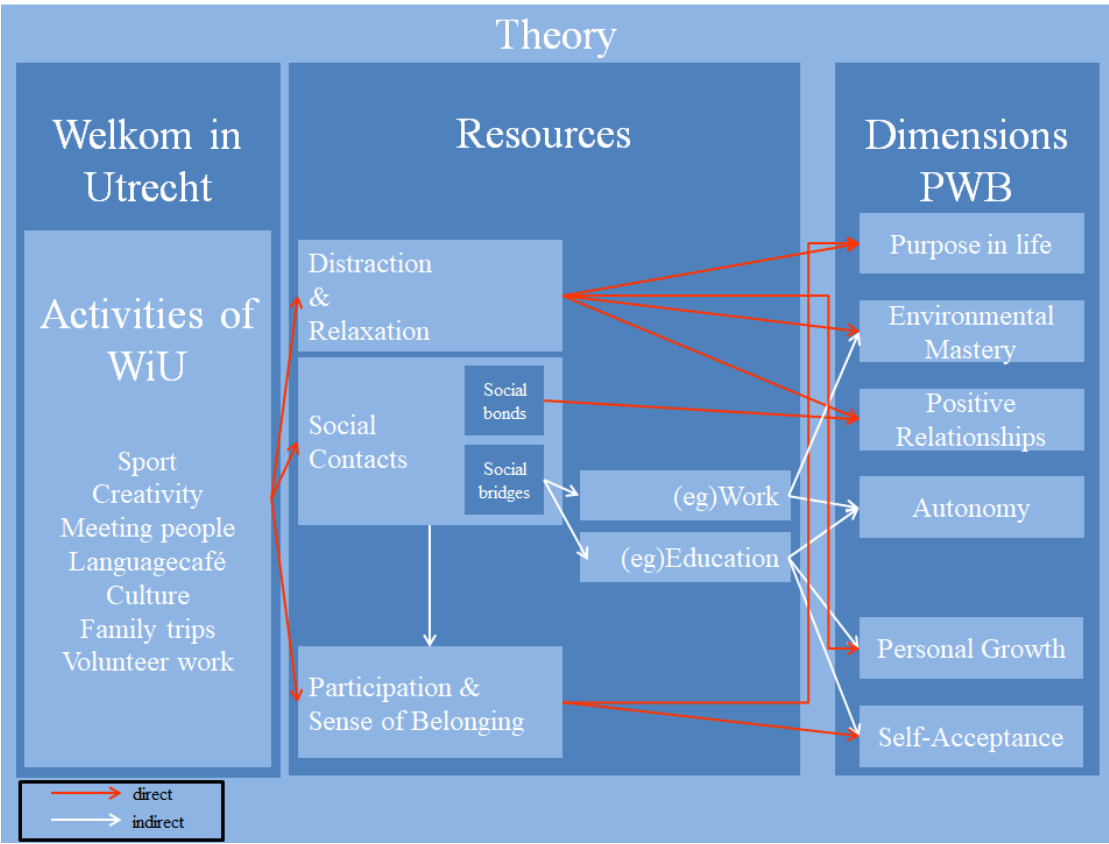 Theory
Welkom in
Utrecht
Activities of
WiU
Sport
Creativity
Meeting people
Languagecafé
Culture
Family trips
Volunteer work
Resources
Distraction
&
Relaxation
Social
Contacts
Social
bonds
Social
bridges
(eg)Work
(eg)Education
Participation &
Sense of Belonging
Dimensions
PWB
Purpose in life
Environmental
Mastery
Positive
Relationships
Autonomy
Personal Growth
Self-Acceptance
direct
indirect